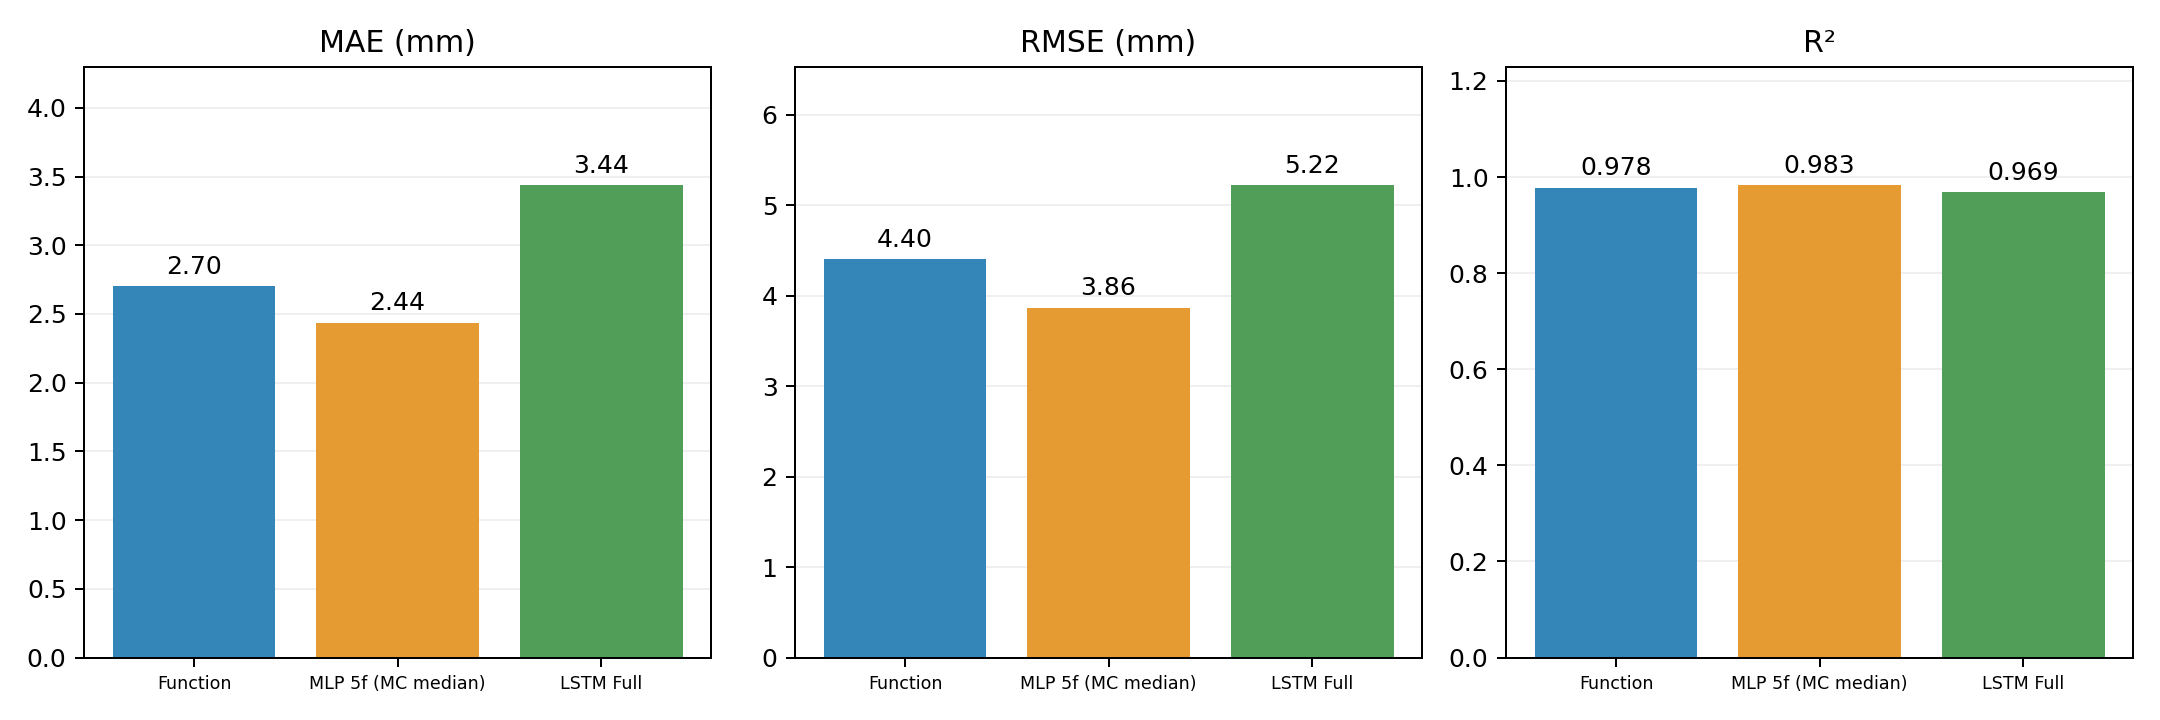 MAE (mm)
4.0
3.5
3.0
2.5
2.0
1.5
1.0
0.5
0.0
2.70
2.44
3.44
Function
MLP 5f (MC median)
LSTM Full
RMSE (mm)
6
5
4
3
2
1
0
4.40
3.86
5.22
Function
MLP 5f (MC median)
LSTM Full
R²
1.2
1.0
0.8
0.6
0.4
0.2
0.0
0.978
0.983
0.969
Function
MLP 5f (MC median)
LSTM Full